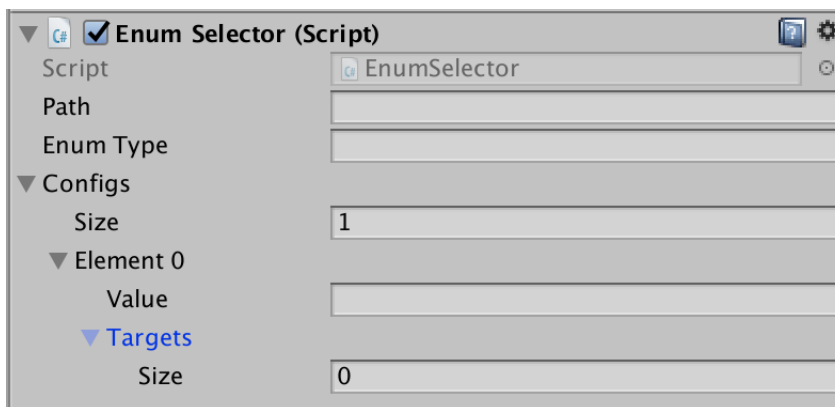 Enum Selector (Script)
Script EnumSelector
Path
Enum Type
Configs
Size 1
Element 0
Value
Targets
Size 0